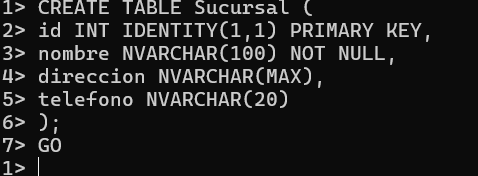 1> CREATE TABLE Sucursal (
2> id INT IDENTITY(1,1) PRIMARY KEY,
3> nombre NVARCHAR(100) NOT NULL,
4> direccion NVARCHAR(MAX),
5> telefono NVARCHAR(20)
6> );
7> GO
1>